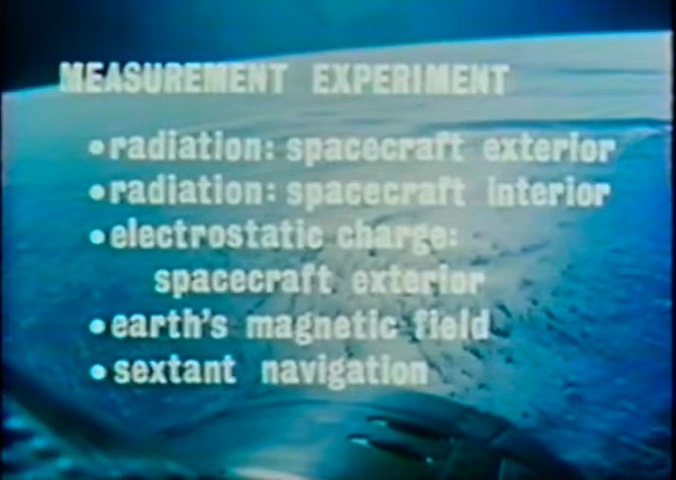 MEASUREMENT EXPERIMENT
•radiation: spacecraft exterior
•radiation: spacecraft interior
•electrostatic charge:
spacecraft exterior
•earth's magnetic field
•sextant navigation